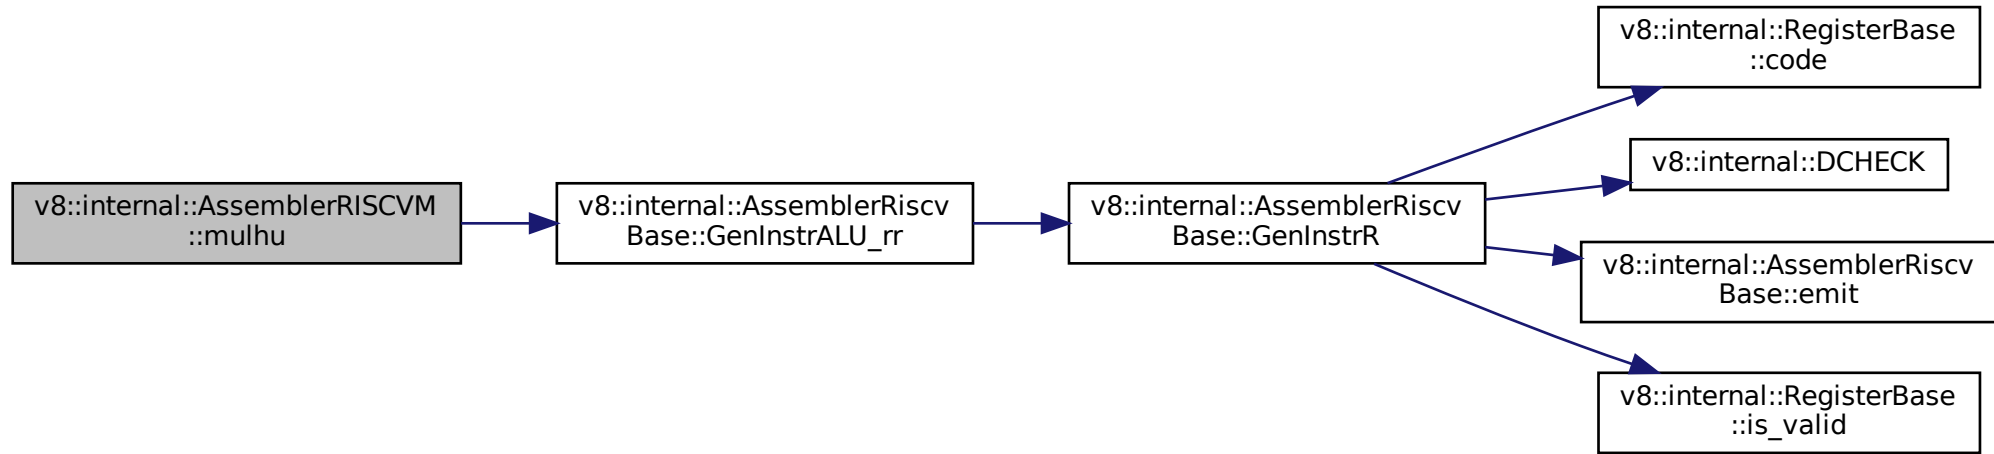 v8::internal::AssemblerRISCVM
::mulhu
v8::internal::AssemblerRiscv
Base::GenInstrALU_rr
v8::internal::AssemblerRiscv
Base::GenInstrR
v8::internal::RegisterBase
::code
v8::internal::DCHECK
v8::internal::AssemblerRiscv
Base::emit
v8::internal::RegisterBase
::is_valid